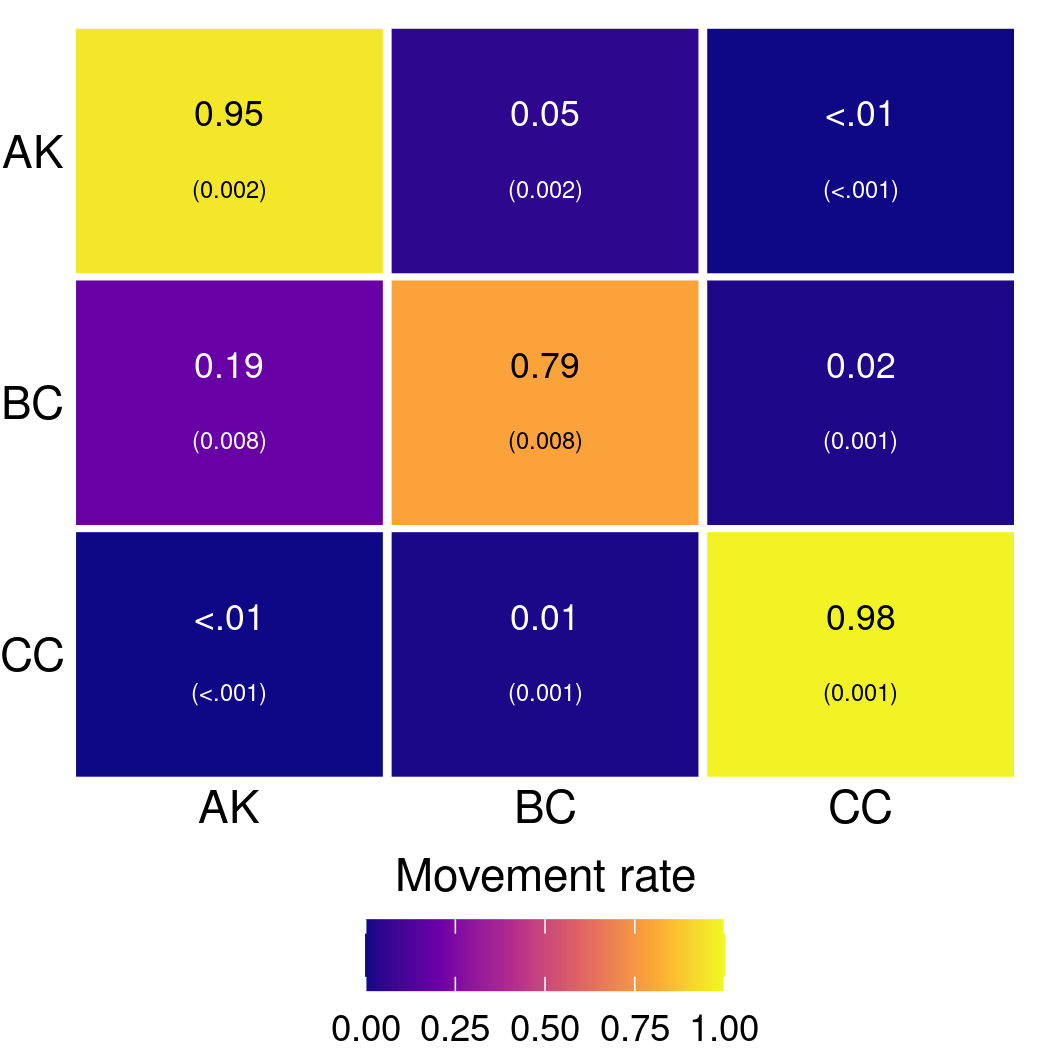 0.95 0.05 <.01
AK
(0.002) (0.002) (<.001)
0.19 0.79 0.02
BC
(0.008) (0.008) (0.001)
<.01 0.01 0.98
CC
(<.001) (0.001) (0.001)
AK BC CC
Movement rate
0.00 0.25 0.50 0.75 1.00